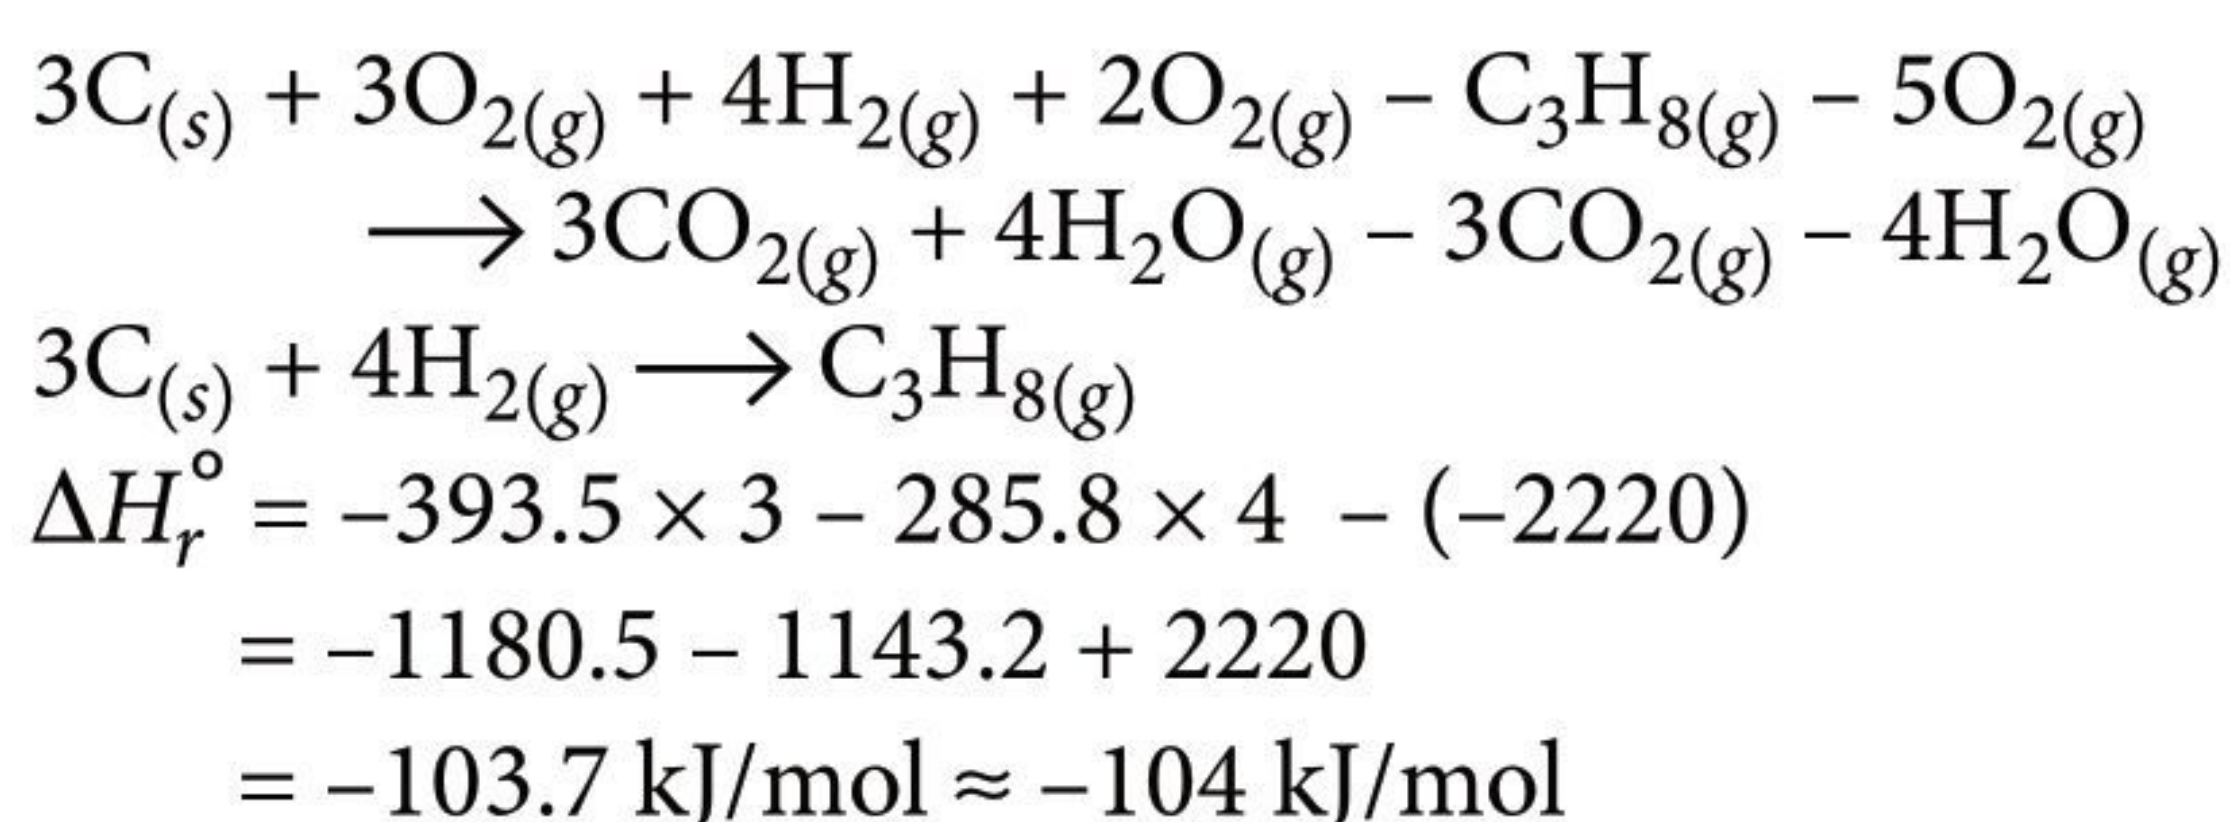 3C(s) + 3O₂(g) + 4H₂(g) + 2O₂(g) – C₃H₈(g) – 5O₂(g)
⟶ 3CO₂(g) + 4H₂O(g) – 3CO₂(g) – 4H₂O(g)
3C(s) + 4H₂(g) ⟶ C₃H₈(g)
ΔHᵣ° = –393.5 × 3 – 285.8 × 4 – (–2220)
= –1180.5 – 1143.2 + 2220
= –103.7 kJ/mol ≈ –104 kJ/mol